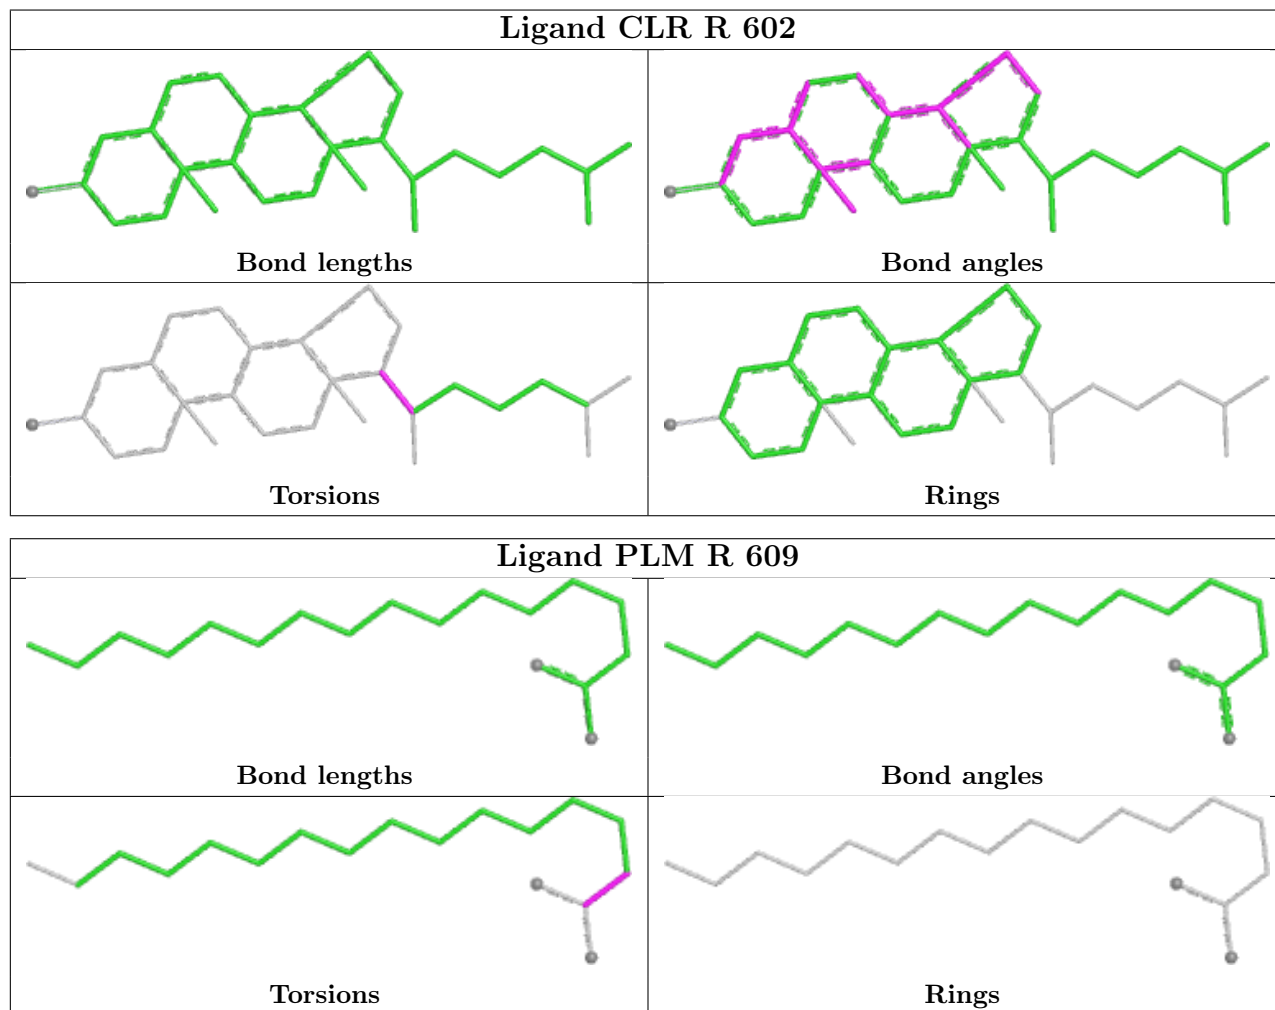 Ligand CLR R 602
Bond lengths
Bond angles
Torsions
Rings
Ligand PLM R 609
Bond lengths
Bond angles
Torsions
Rings